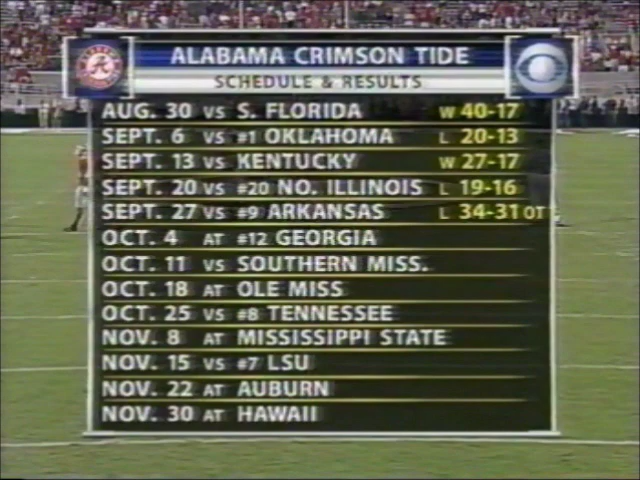 ALABAMA CRIMSON TIDE
SCHEDULE & RESULTS
AUG. 30 VS S. FLORIDA W 40-17
SEPT. 6 VS #1 OKLAHOMA L 20-13
SEPT. 13 VS KENTUCKY W 27-17
SEPT. 20 VS #20 NO. ILLINOIS L 19-16
SEPT. 27 VS #9 ARKANSAS L 34-31 OT
OCT. 4 AT #12 GEORGIA
OCT. 11 VS SOUTHERN MISS.
OCT. 18 AT OLE MISS
OCT. 25 VS #8 TENNESSEE
NOV. 8 AT MISSISSIPPI STATE
NOV. 15 VS #7 LSU
NOV. 22 AT AUBURN
NOV. 30 AT HAWAII